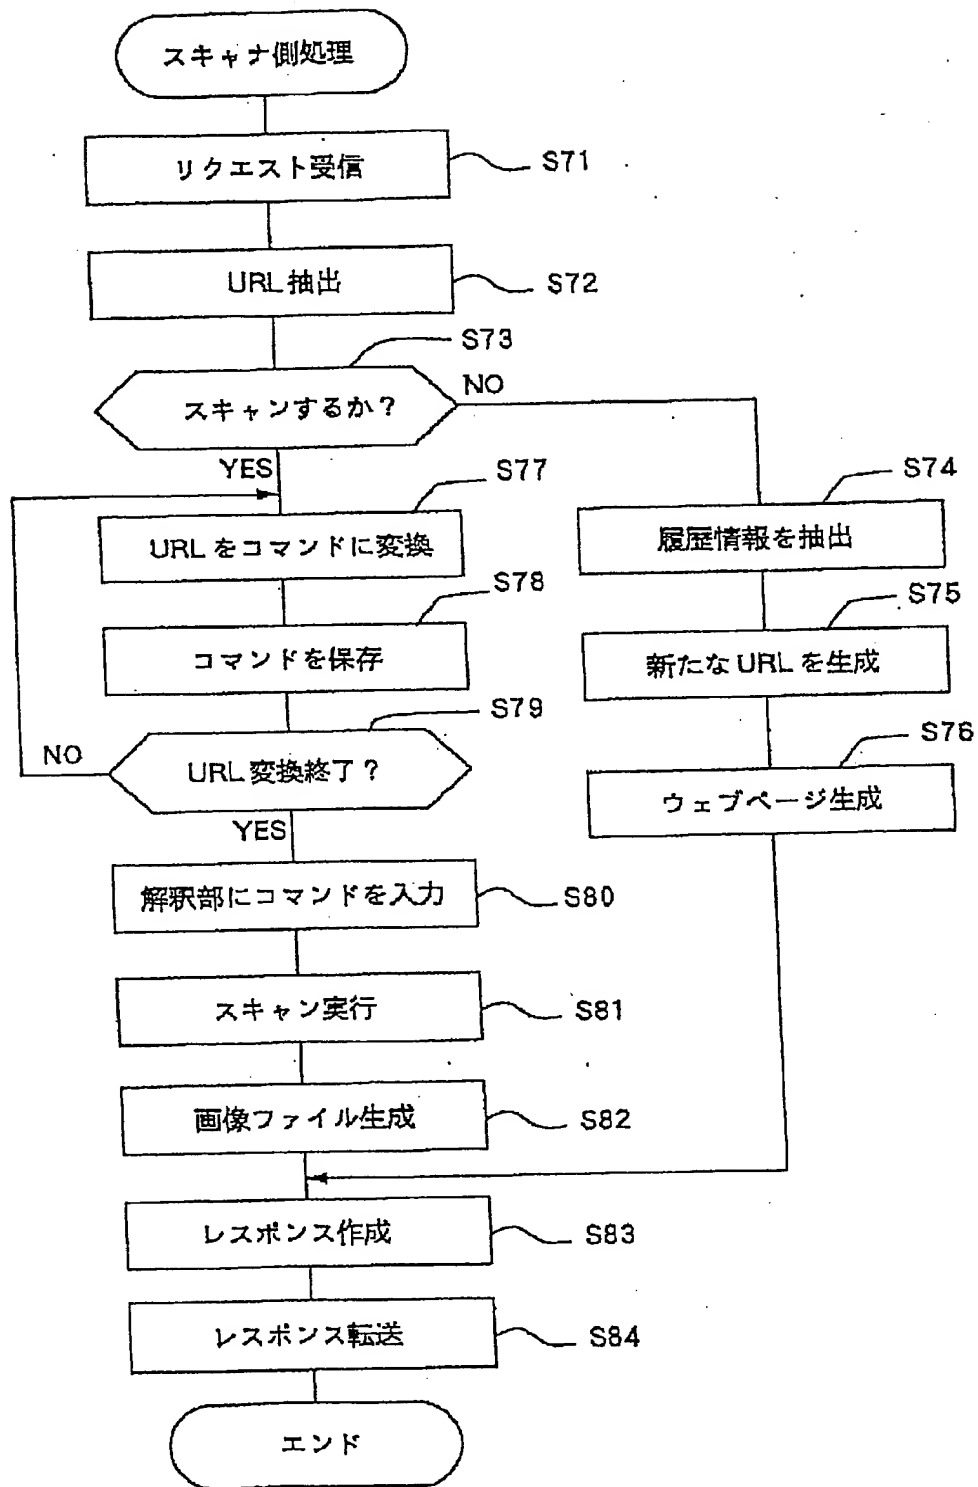 スキャナ側処理
リクエスト受信
S71
URL抽出
S72
S73
スキャンするか？
NO
YES
S77
URLをコマンドに変換
S78
コマンドを保存
S79
URL変換終了？
NO
YES
S74
履歴情報を抽出
S75
新たなURLを生成
S76
ウェブページ生成
解釈部にコマンドを入力
S80
スキャン実行
S81
画像ファイル生成
S82
レスポンス作成
S83
レスポンス転送
S84
エンド